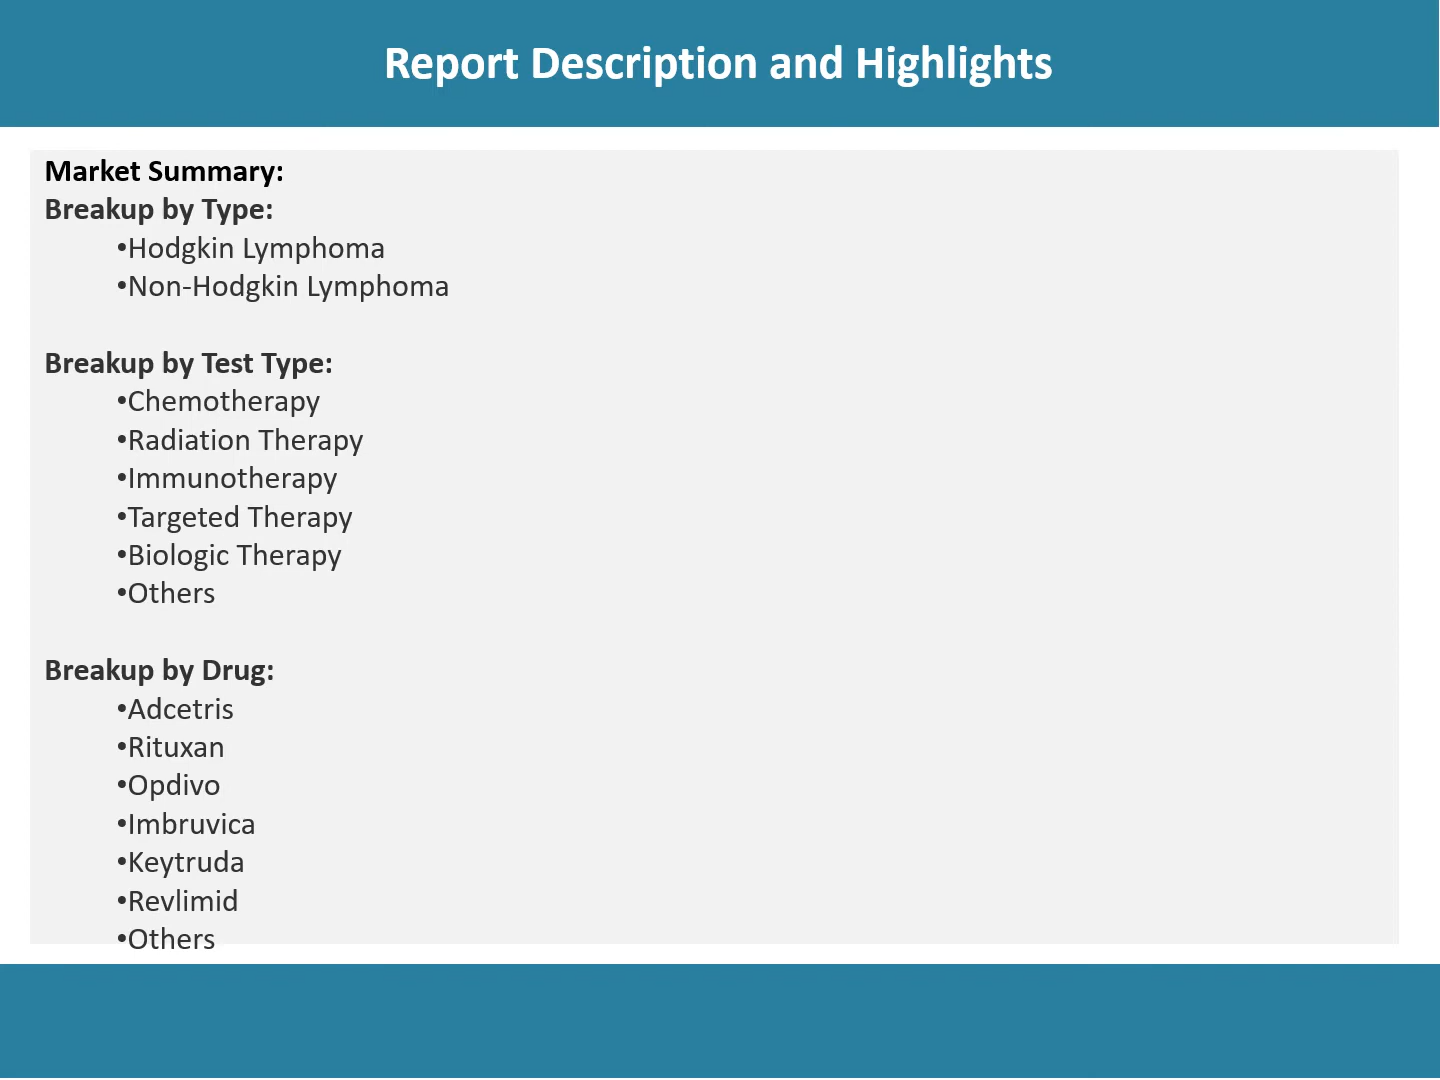 Report Description and Highlights
Market Summary:
Breakup by Type:
•Hodgkin Lymphoma
•Non-Hodgkin Lymphoma
Breakup by Test Type:
•Chemotherapy
•Radiation Therapy
•Immunotherapy
•Targeted Therapy
•Biologic Therapy
•Others
Breakup by Drug:
•Adcetris
•Rituxan
•Opdivo
•Imbruvica
•Keytruda
•Revlimid
•Others